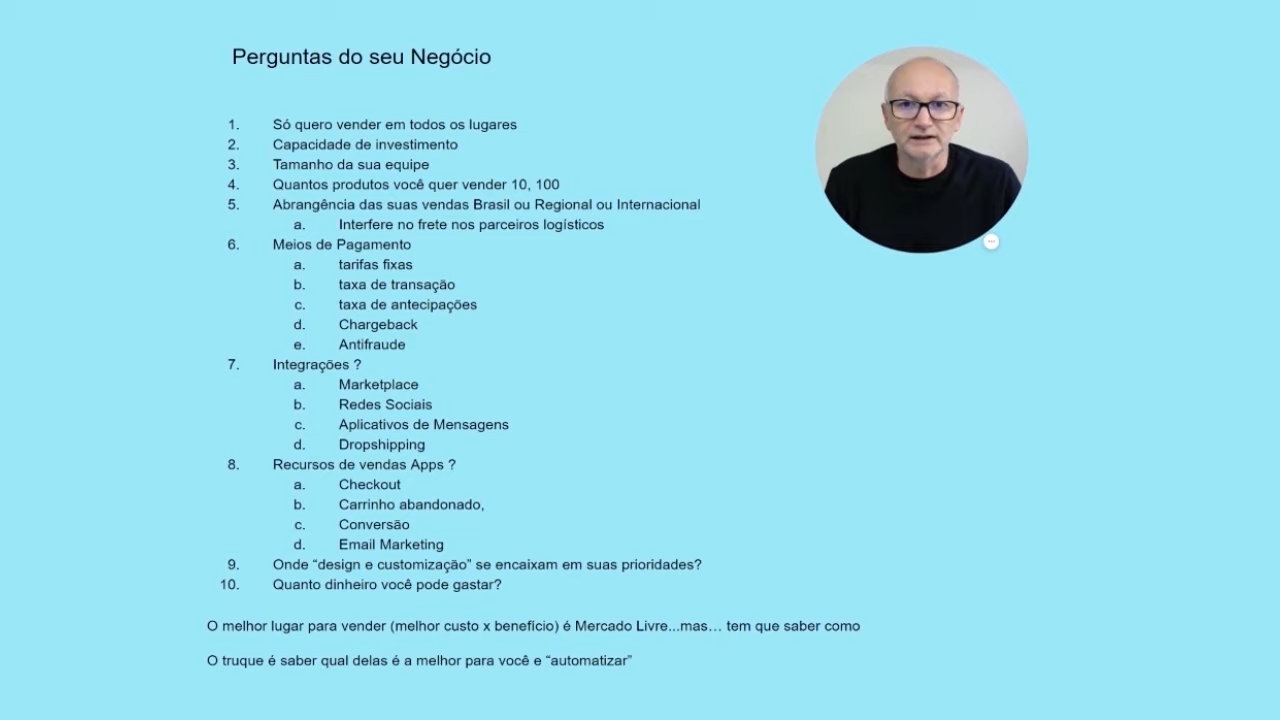 Perguntas do seu Negócio
1. Só quero vender em todos os lugares
2. Capacidade de investimento
3. Tamanho da sua equipe
4. Quantos produtos você quer vender 10, 100
5. Abrangência das suas vendas Brasil ou Regional ou Internacional
a. Interfere no frete nos parceiros logísticos
6. Meios de Pagamento
a. tarifas fixas
b. taxa de transação
c. taxa de antecipações
d. Chargeback
e. Antifraude
7. Integrações ?
a. Marketplace
b. Redes Sociais
c. Aplicativos de Mensagens
d. Dropshipping
8. Recursos de vendas Apps ?
a. Checkout
b. Carrinho abandonado,
c. Conversão
d. Email Marketing
9. Onde “design e customização” se encaixam em suas prioridades?
10. Quanto dinheiro você pode gastar?
O melhor lugar para vender (melhor custo x benefício) é Mercado Livre...mas… tem que saber como
O truque é saber qual delas é a melhor para você e “automatizar”